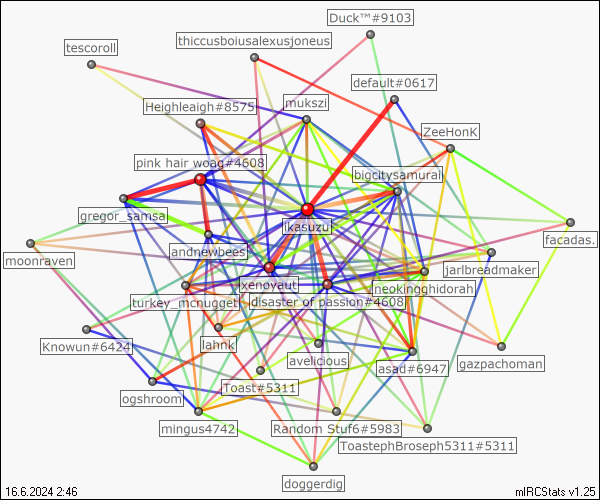 Duck™#9103
thiccusboiusalexusjoneus
tescoroll
default#0617
mukszi
Heighleigh#8575
ZeeHonK
pink hair woag#4608
bigcitysamurai
gregor_samsa
ikasuzu
facadas.
andnewbees
moonraven
jarlbreadmaker
xenoyaut
neokingghidorah
turkey_mcnugget
disaster of passion#4608
Knowun#6424
lahnk
avelicious
gazpachoman
asad#6947
Toast#5311
ogshroom
mingus4742
Random Stuf6#5983
ToastephBroseph5311#5311
doggerdig
16.6.2024 2:46
mIRCStats v1.25